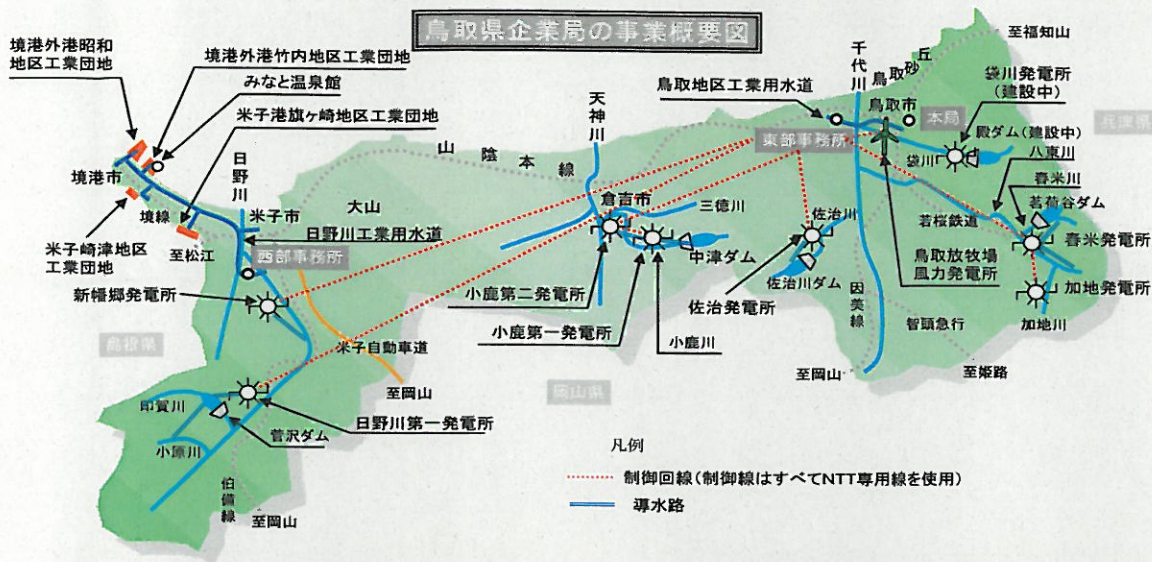 鳥取県企業局の事業概要図
境港外港昭和
地区工業団地
境港外港竹内地区工業団地
みなと温泉館
米子港旗ヶ崎地区工業団地
境港市
境線
米子崎津地区
工業団地
至松江
日野川
米子市
日野川工業用水道
西部事務所
大山
山陰本線
新幡郷発電所
島根県
米子自動車道
至岡山
印賀川
小原川
菅沢ダム
日野川第一発電所
伯備線
至岡山
天神川
倉吉市
三徳川
中津ダム
小鹿第二発電所
小鹿第一発電所
小鹿川
岡山県
鳥取地区工業用水道
千代川
鳥取砂丘
鳥取市
本局
東部事務所
至福知山
袋川発電所
(建設中)
殿ダム(建設中)
袋川
兵庫県
八東川
舂米川
茗荷谷ダム
若桜鉄道
舂米発電所
加地発電所
加地川
鳥取放牧場
風力発電所
佐治川
佐治川ダム
佐治発電所
因美線
智頭急行
至岡山
至姫路
凡例
制御回線(制御線はすべてNTT専用線を使用)
導水路